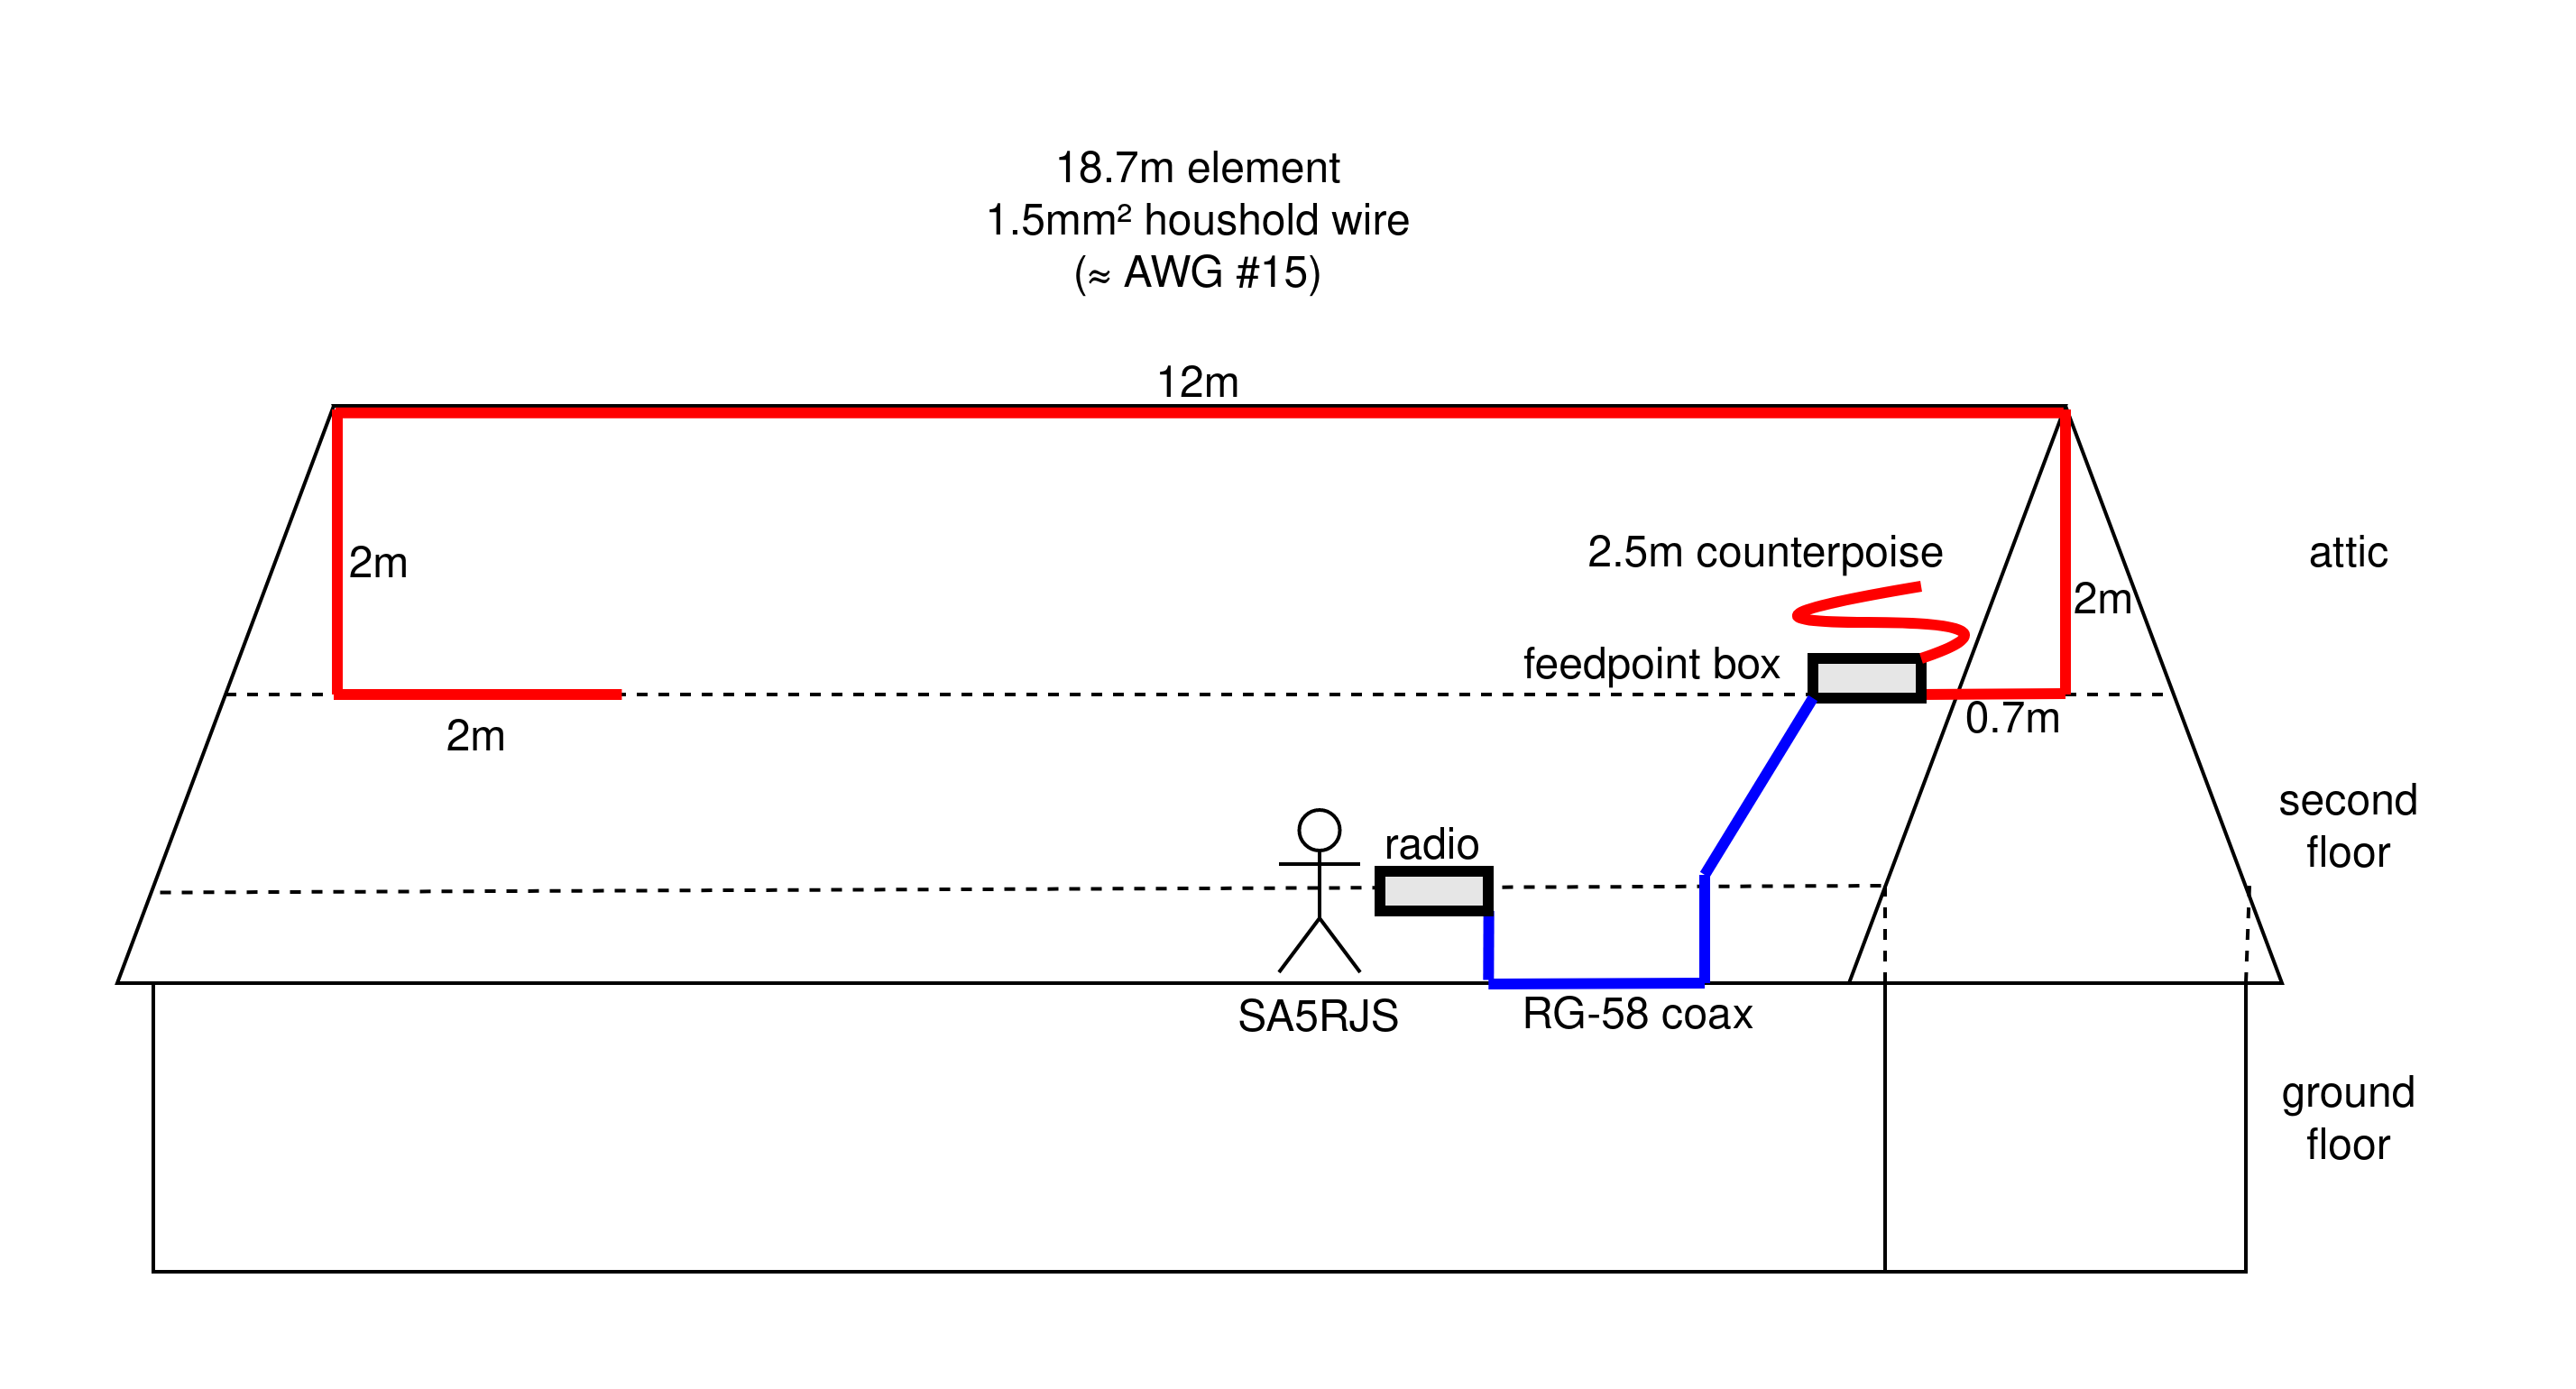 18.7m element
1.5mm² houshold wire
(≈ AWG #15)
12m
2m
2.5m counterpoise
attic
2m
feedpoint box
0.7m
2m
second
floor
radio
SA5RJS
RG-58 coax
ground
floor